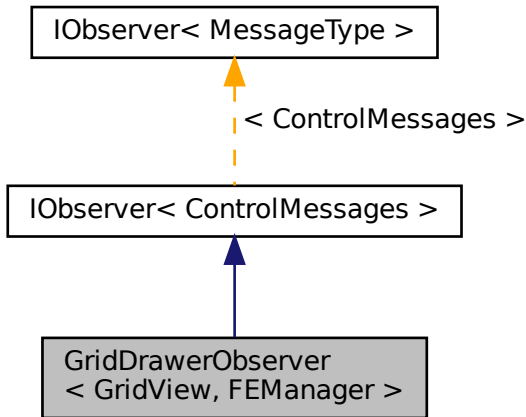 IObserver< MessageType >
< ControlMessages >
IObserver< ControlMessages >
GridDrawerObserver
< GridView, FEManager >